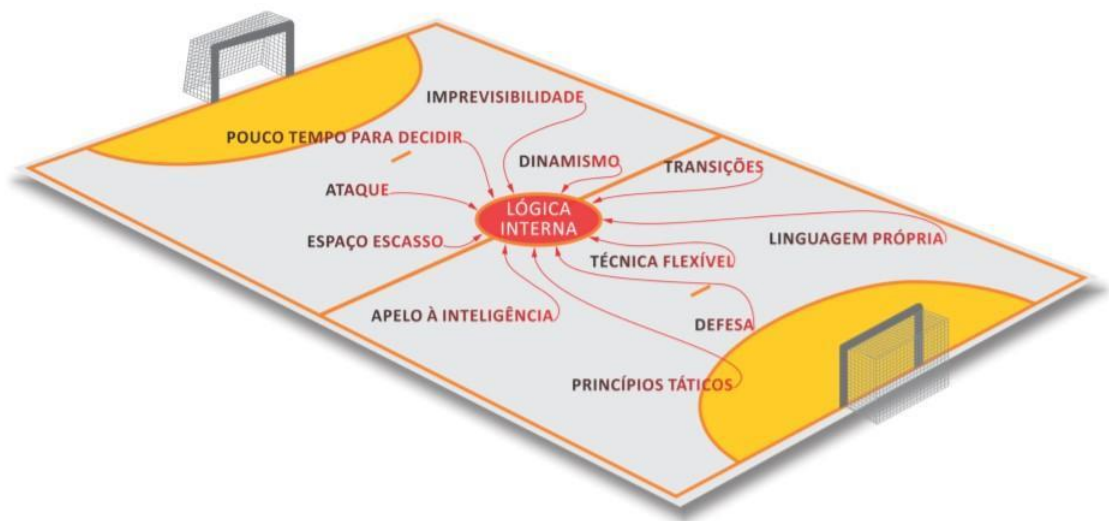 IMPREVISIBILIDADE
POUCO TEMPO PARA DECIDIR
DINAMISMO
TRANSIÇÕES
ATAQUE
LÓGICA
INTERNA
ESPAÇO ESCASSO
LINGUAGEM PRÓPRIA
TÉCNICA FLEXÍVEL
APELO À INTELIGÊNCIA
DEFESA
PRINCÍPIOS TÁTICOS